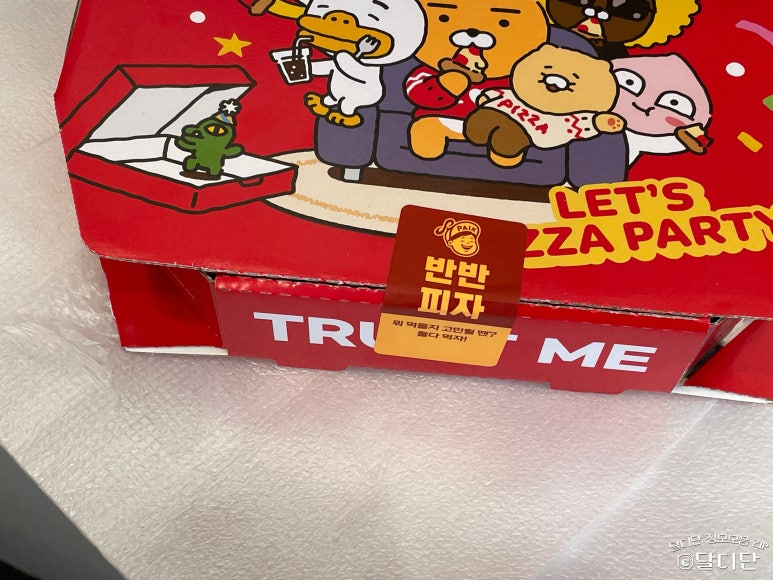 PIZZA
LET'S
ZZA PARTY
PAIK
반반
피자
뭐 먹을지 고민될 땐?
둘다 먹자!
TRU ME
©달디단